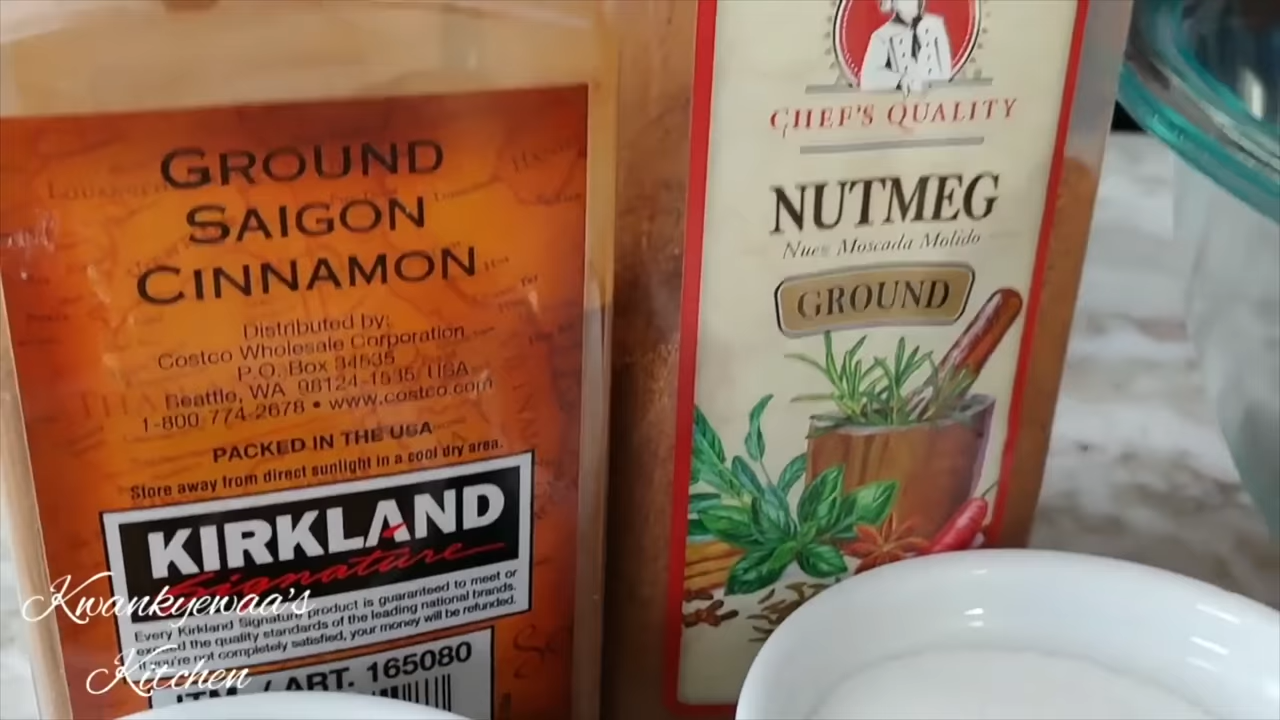 GROUND
SAIGON
CINNAMON
Distributed by:
Costco Wholesale Corporation
P.O. Box 34535
Seattle, WA 98124-1535 USA
1-800-774-2678 • www.costco.com
PACKED IN THE USA
Store away from direct sunlight in a cool dry area.
KIRKLAND
Signature
Every Kirkland Signature product is guaranteed to meet or
exceed the quality standards of the leading national brands.
If you're not completely satisfied, your money will be refunded.
ITM. / ART. 165080
CHEF'S QUALITY
NUTMEG
Nuez Moscada Molido
GROUND
Kwankyewaa's
Kitchen